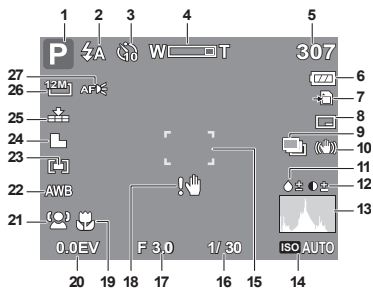 1 2 3 4 5
P A 10 W T 307
27 6
12M AF
26 7
25 8
24 9
10
23 11
22 AWB 12
21 13
0.0EV F 3.0 1/ 30 ISO AUTO
20 19 18 17 16 15 14